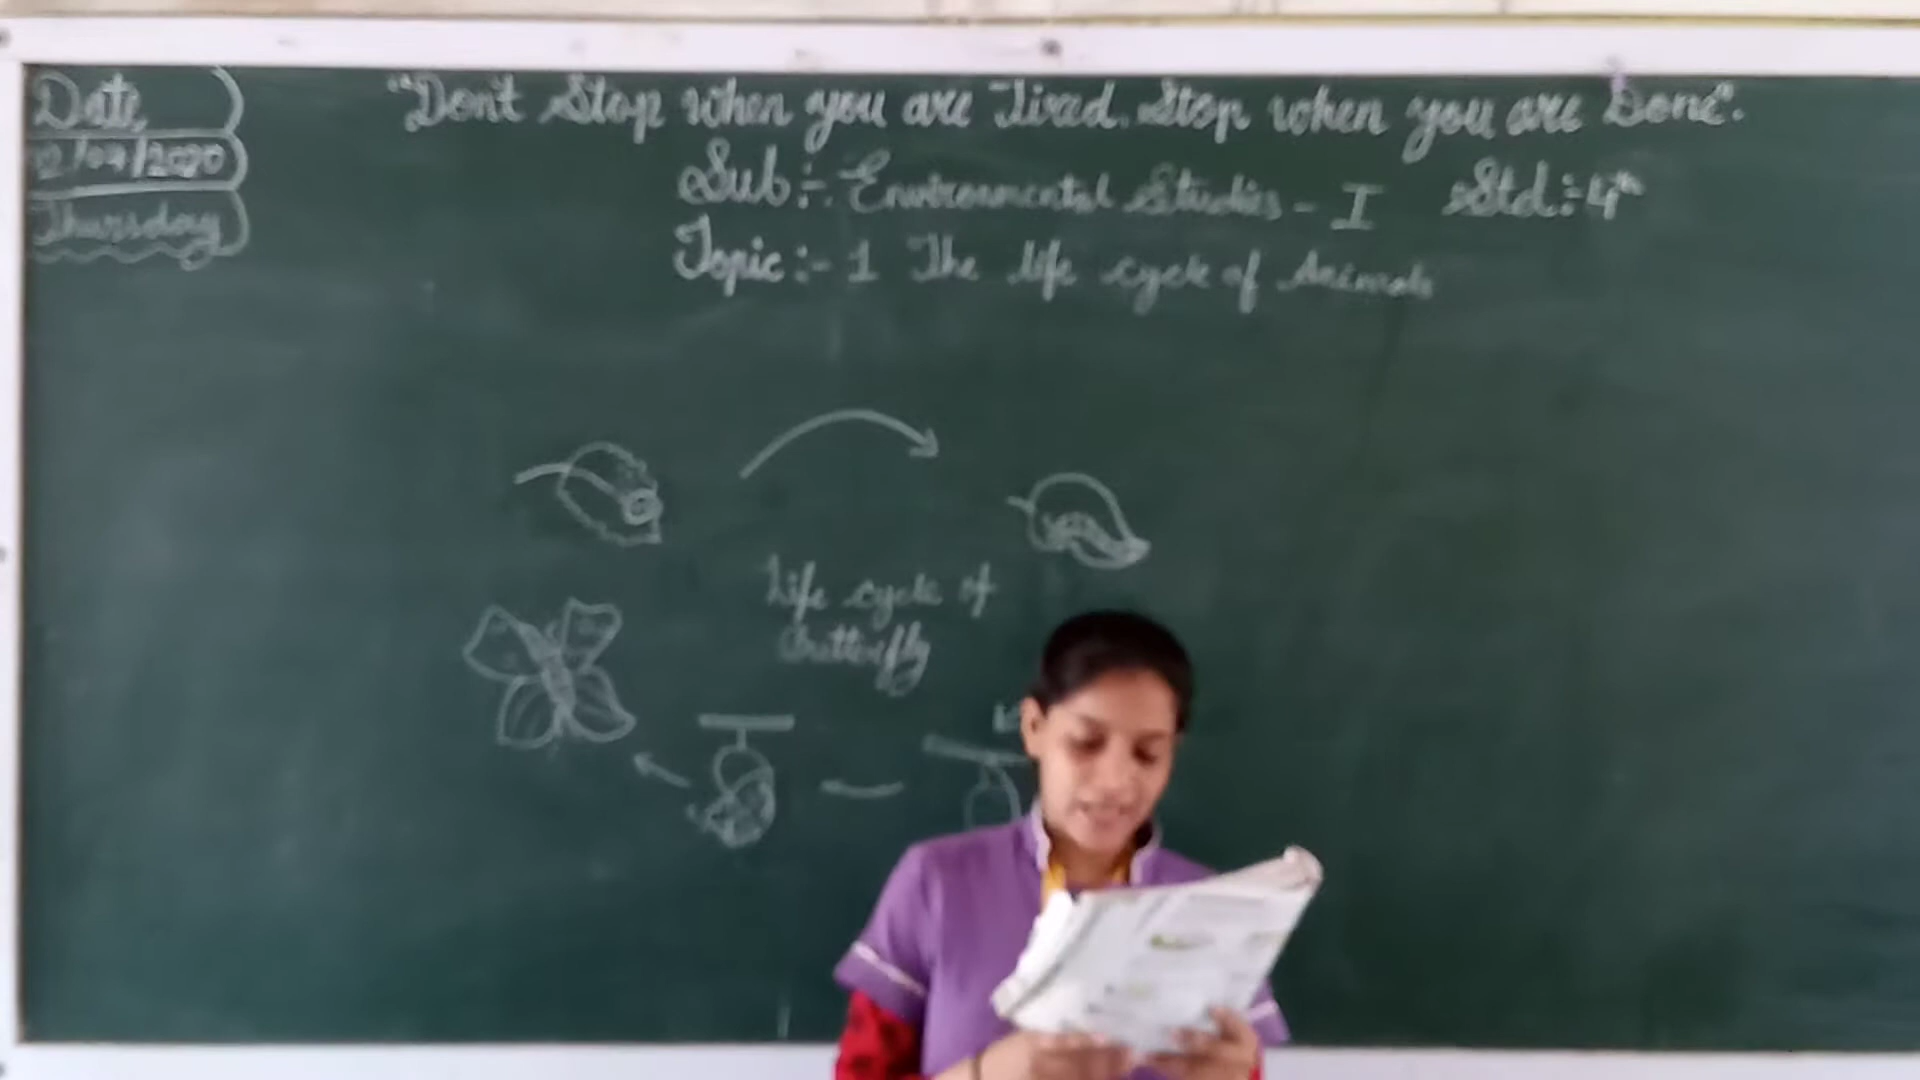 Date
/2020
Thursday
"Don't Stop when you are Tired. Stop when you are Done".
Sub:- Environmental Studies - I Std:- 4th
Topic:- 1 The life cycle of Animals
Life cycle of
Butterfly